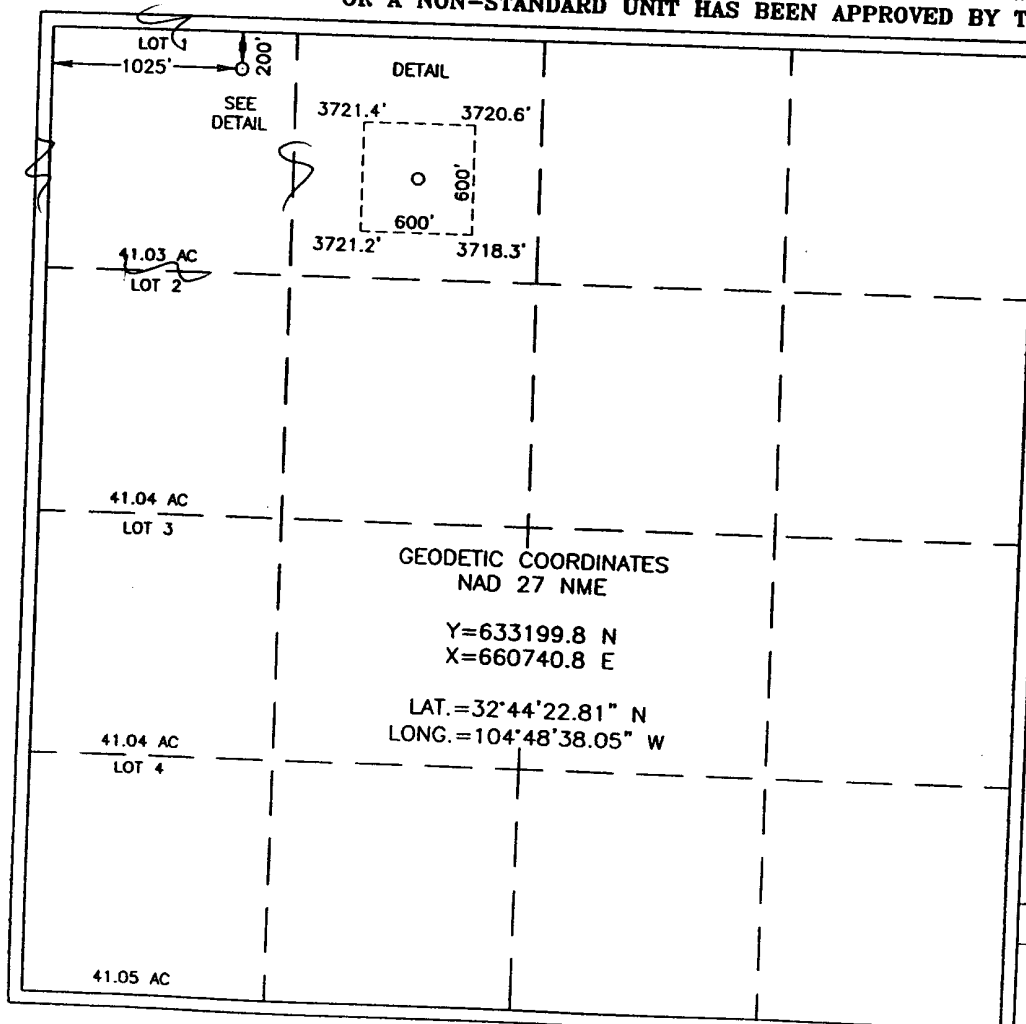 OR A NON-STANDARD UNIT HAS BEEN APPROVED BY T
LOT 1
1025'
200'
SEE
DETAIL
DETAIL
3721.4'
3720.6'
600'
600'
3721.2'
3718.3'
41.03 AC
LOT 2
41.04 AC
LOT 3
GEODETIC COORDINATES
NAD 27 NME
Y=633199.8 N
X=660740.8 E
LAT.=32°44'22.81" N
LONG.=104°48'38.05" W
41.04 AC
LOT 4
41.05 AC